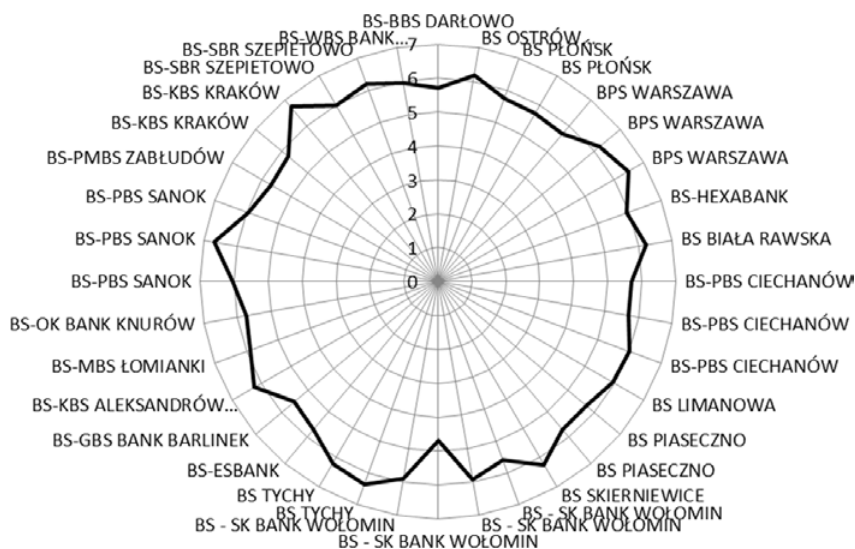 BS-BBS DARŁOWO
BS OSTRÓW
BS PŁOŃSK
BS PŁOŃSK
BPS WARSZAWA
BPS WARSZAWA
BPS WARSZAWA
BS-HEXABANK
BS BIAŁA RAWSKA
BS-PBS CIECHANÓW
BS-PBS CIECHANÓW
BS-PBS CIECHANÓW
BS LIMANOWA
BS PIASECZNO
BS PIASECZNO
BS SKIERNIEWICE
BS - SK BANK WOŁOMIN
BS - SK BANK WOŁOMIN
BS - SK BANK WOŁOMIN
BS - SK BANK WOŁOMIN
BS TYCHY
BS TYCHY
BS-ESBANK
BS-GBS BANK BARLINEK
BS-KBS ALEKSANDRÓW...
BS-MBS ŁOMIANKI
BS-OK BANK KNURÓW
BS-PBS SANOK
BS-PBS SANOK
BS-PBS SANOK
BS-PMBS ZABŁUDÓW
BS-KBS KRAKÓW
BS-KBS KRAKÓW
BS-SBR SZEPIETOWO
BS-SBR SZEPIETOWO
BS-WBS BANK...
7
6
5
4
3
2
1
0